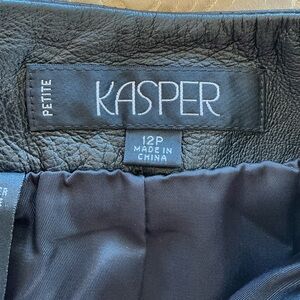 PETITE
KASPER
12P
MADE IN
CHINA